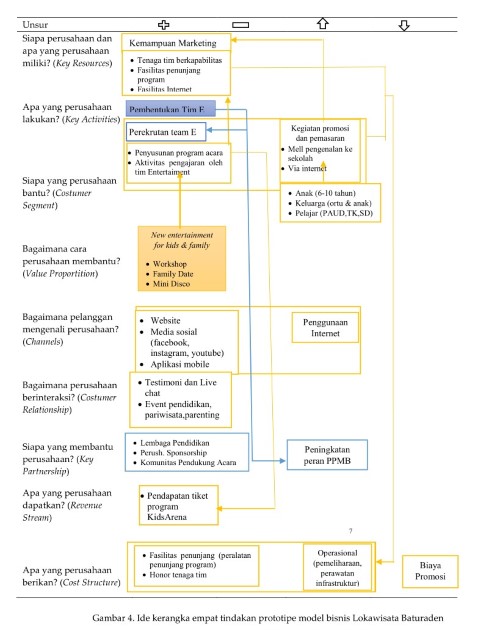 Unsur
Siapa perusahaan dan
apa yang perusahaan
miliki? (Key Resources)
Kemampuan Marketing
• Tenaga tim berkapabilitas
• Fasilitas penunjang
program
• Fasilitas Internet
Apa yang perusahaan
lakukan? (Key Activities)
Pembentukan Tim E
Perekrutan team E
• Penyusunan program acara
• Aktivitas pengajaran oleh
tim Entertaiment
Kegiatan promosi
dan pemasaran
• Mell pengenalan ke
sekolah
• Via internet
Siapa yang perusahaan
bantu? (Costumer
Segment)
• Anak (6-10 tahun)
• Keluarga (ortu & anak)
• Pelajar (PAUD,TK,SD)
Bagaimana cara
perusahaan membantu?
(Value Proportition)
New entertainment
for kids & family
• Workshop
• Family Date
• Mini Disco
Bagaimana pelanggan
mengenali perusahaan?
(Channels)
• Website
• Media sosial
(facebook,
instagram, youtube)
• Aplikasi mobile
Penggunaan
Internet
Bagaimana perusahaan
berinteraksi? (Costumer
Relationship)
• Testimoni dan Live
chat
• Event pendidikan,
pariwisata,parenting
Siapa yang membantu
perusahaan? (Key
Partnership)
• Lembaga Pendidikan
• Perush. Sponsorship
• Komunitas Pendukung Acara
Peningkatan
peran PPMB
Apa yang perusahaan
dapatkan? (Revenue
Stream)
• Pendapatan tiket
program
KidsArena
7
Apa yang perusahaan
berikan? (Cost Structure)
• Fasilitas penunjang (peralatan
penunjang program)
• Honor tenaga tim
Operasional
(pemeliharaan,
perawatan
infrastruktur)
Biaya
Promosi
Gambar 4. Ide kerangka empat tindakan prototipe model bisnis Lokawisata Baturaden